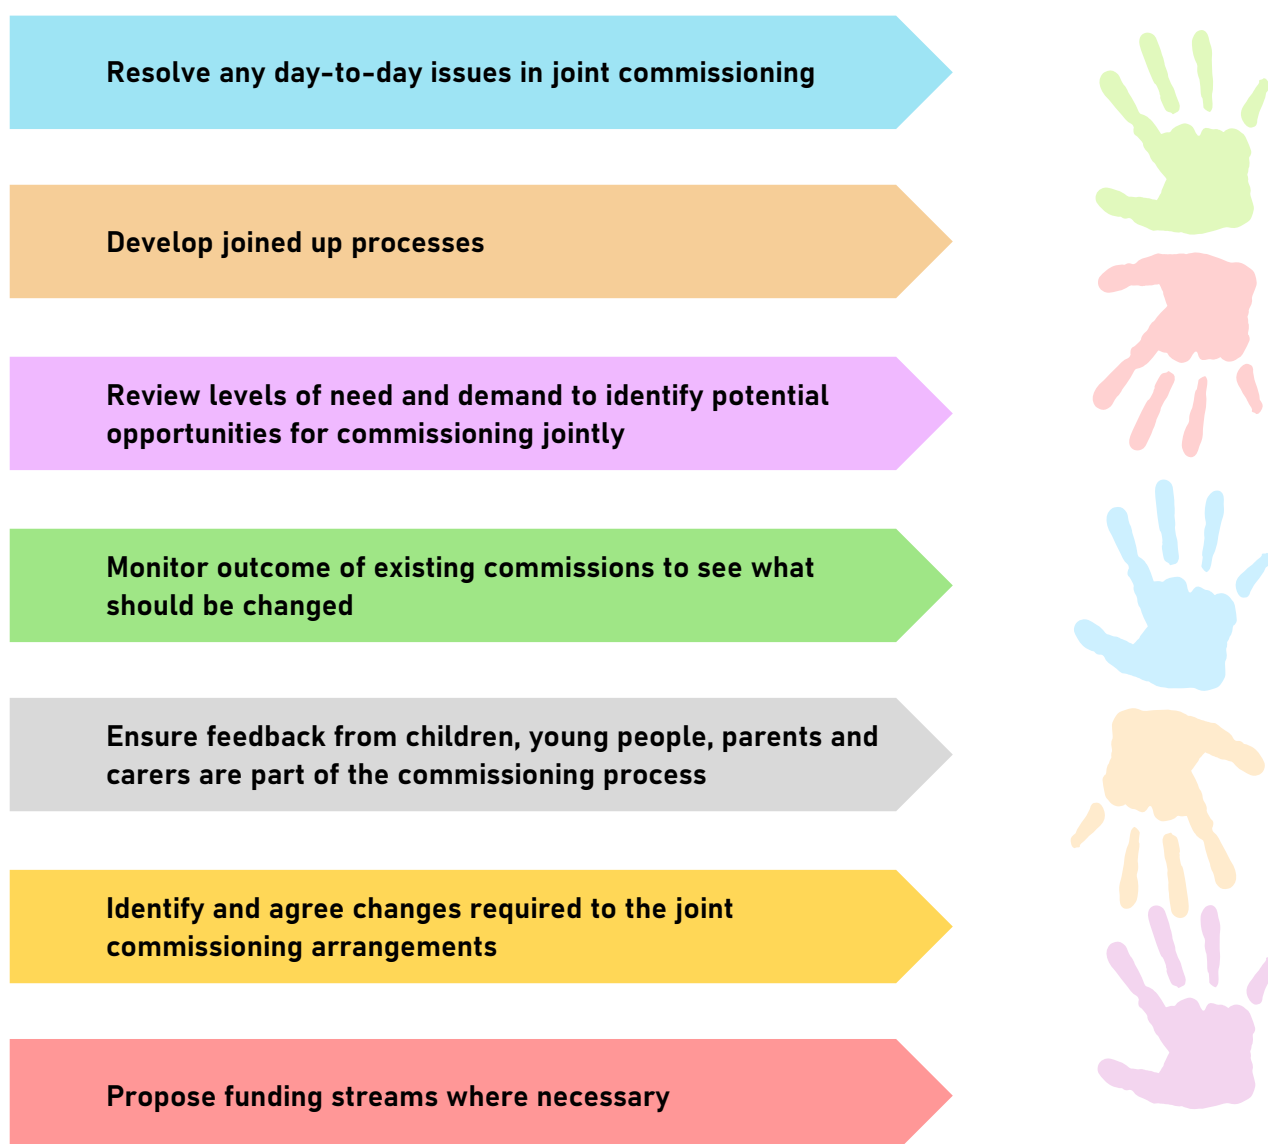 Resolve any day-to-day issues in joint commissioning
Develop joined up processes
Review levels of need and demand to identify potential
opportunities for commissioning jointly
Monitor outcome of existing commissions to see what
should be changed
Ensure feedback from children, young people, parents and
carers are part of the commissioning process
Identify and agree changes required to the joint
commissioning arrangements
Propose funding streams where necessary